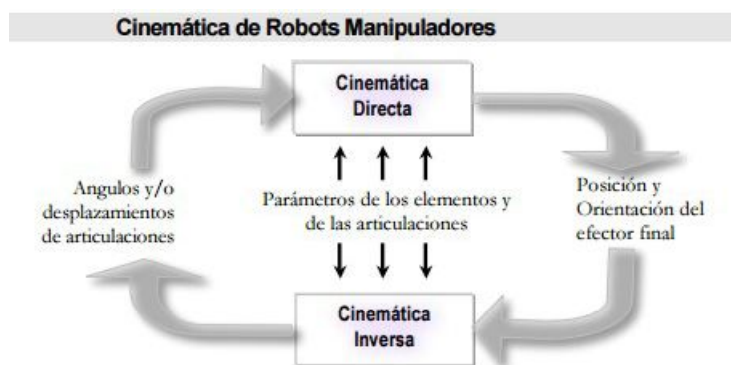 Cinemática de Robots Manipuladores
Cinemática
Directa
Angulos y/o
desplazamientos
de articulaciones
Parámetros de los elementos y
de las articulaciones
Posición y
Orientación del
efector final
Cinemática
Inversa